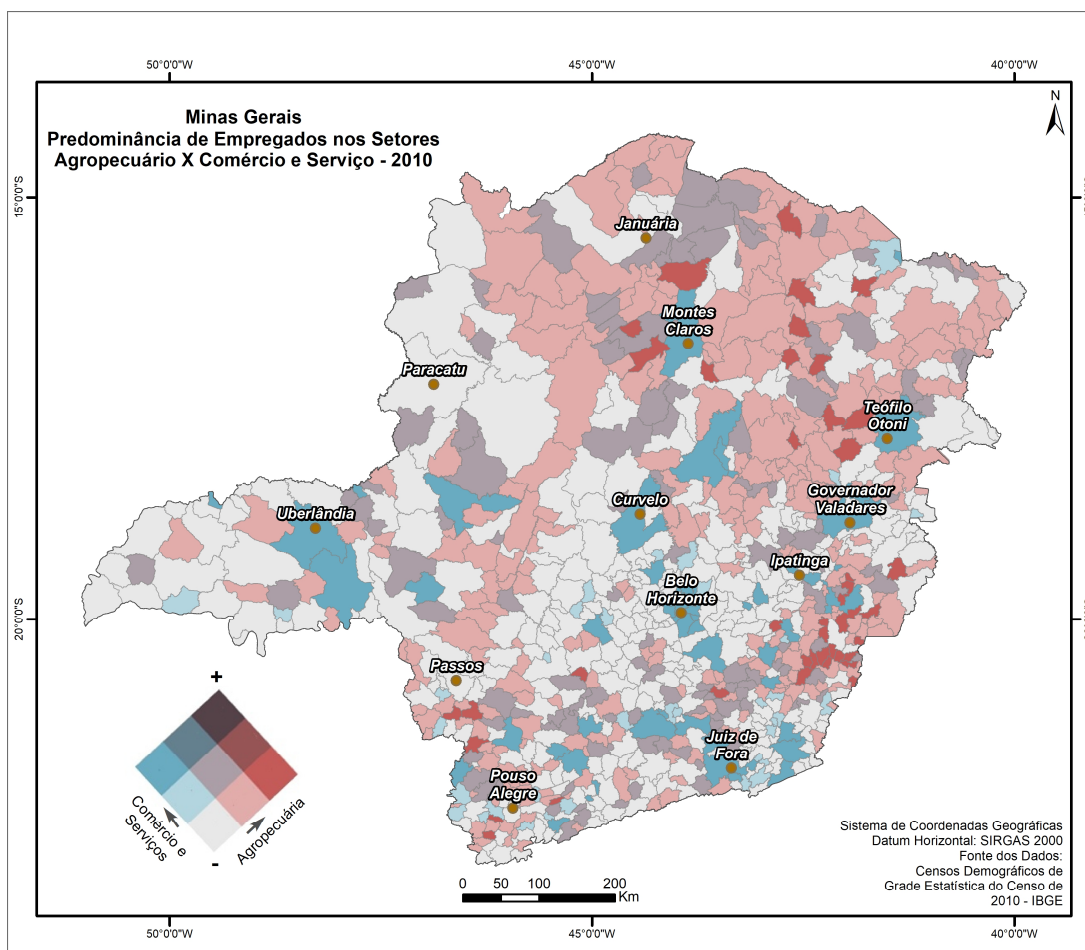 50°0'0"W 45°0'0"W 40°0'0"W
Minas Gerais
Predominância de Empregados nos Setores
Agropecuário X Comércio e Serviço - 2010
N
15°0'0"S
Januária
Montes
Claros
Paracatu
Teófilo
Otoni
Uberlândia
Curvelo
Governador
Valadares
Ipatinga
Belo
Horizonte
20°0'0"S
Passos
Juiz de
Fora
Pouso
Alegre
+
Comércio e
Serviços
Agropecuária
-
Sistema de Coordenadas Geográficas
Datum Horizontal: SIRGAS 2000
Fonte dos Dados:
Censos Demográficos de
Grade Estatística do Censo de
2010 - IBGE
0 50 100 200
Km
50°0'0"W 45°0'0"W 40°0'0"W